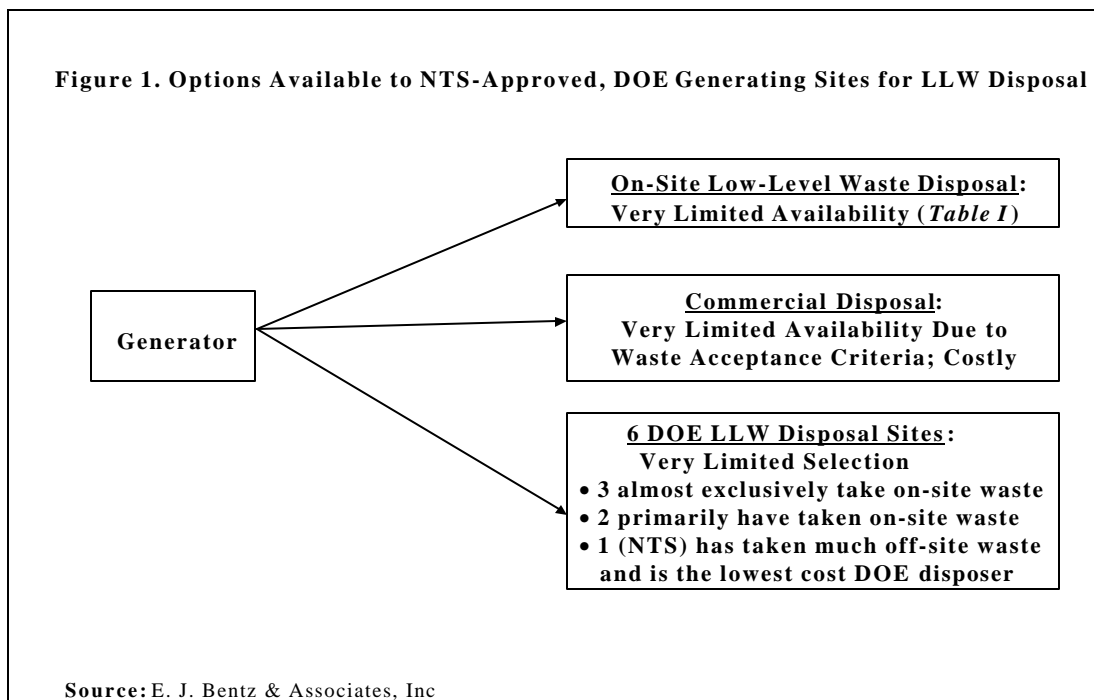 Figure 1. Options Available to NTS-Approved, DOE Generating Sites for LLW Disposal
On-Site Low-Level Waste Disposal:
Very Limited Availability (Table I)
Generator
Commercial Disposal:
Very Limited Availability Due to
Waste Acceptance Criteria; Costly
6 DOE LLW Disposal Sites:
Very Limited Selection
• 3 almost exclusively take on-site waste
• 2 primarily have taken on-site waste
• 1 (NTS) has taken much off-site waste
and is the lowest cost DOE disposer
Source: E. J. Bentz & Associates, Inc